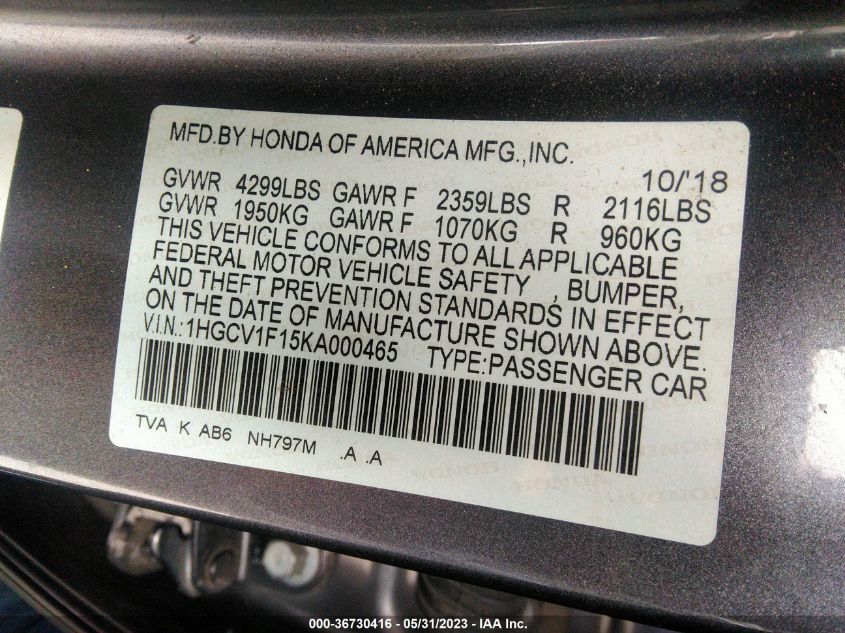 MFD.BY HONDA OF AMERICA MFG.,INC.
10/'18
GVWR 4299LBS GAWR F 2359LBS R 2116LBS
GVWR 1950KG GAWR F 1070KG R 960KG
THIS VEHICLE CONFORMS TO ALL APPLICABLE
FEDERAL MOTOR VEHICLE SAFETY , BUMPER,
AND THEFT PREVENTION STANDARDS IN EFFECT
ON THE DATE OF MANUFACTURE SHOWN ABOVE.
V.I.N.:1HGCV1F15KA000465 TYPE:PASSENGER CAR
TVA K AB6 NH797M .A .A
000-36730416 - 05/31/2023 - IAA Inc.